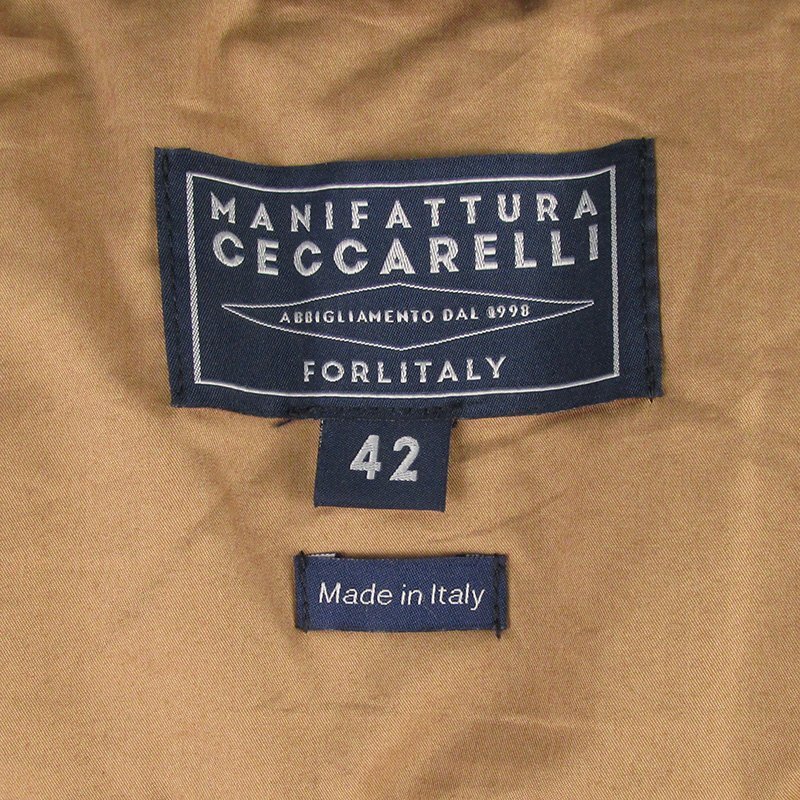 MANIFATTURA
CECCARELLI
ABBIGLIAMENTO DAL 1998
FORLITALY
42
Made in Italy